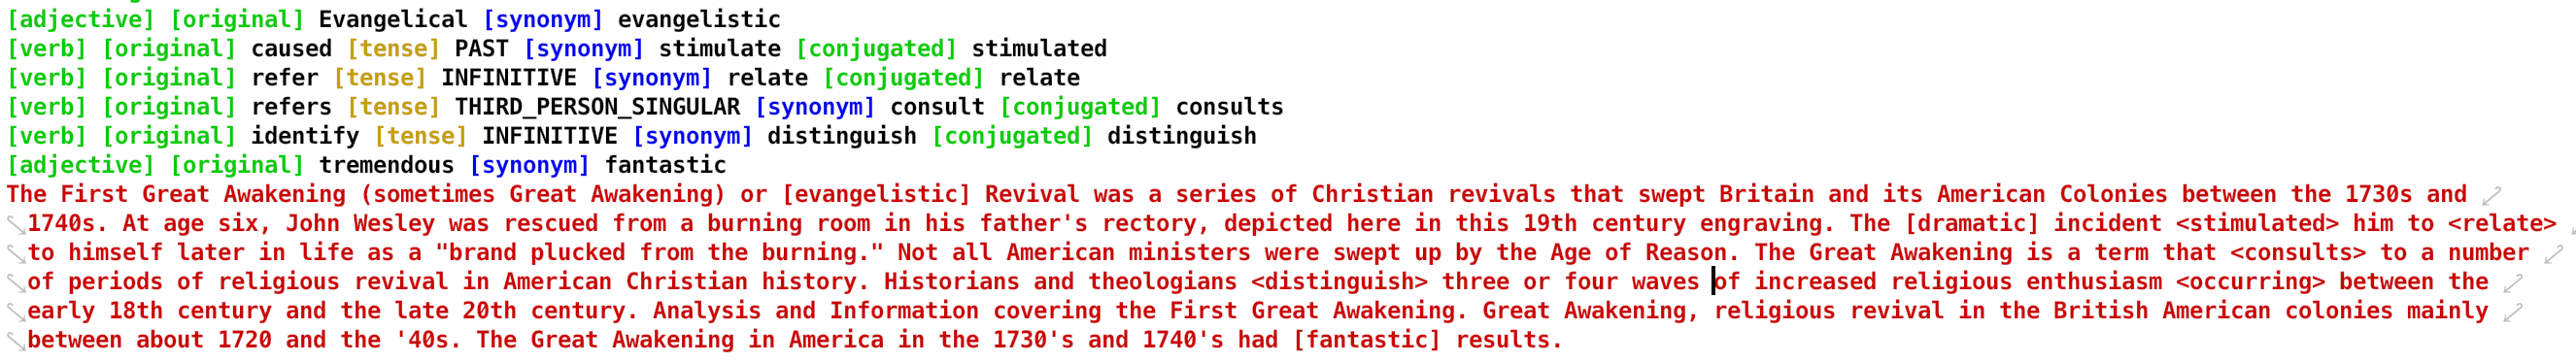 [adjective] [original] Evangelical [synonym] evangelistic
[verb] [original] caused [tense] PAST [synonym] stimulate [conjugated] stimulated
[verb] [original] refer [tense] INFINITIVE [synonym] relate [conjugated] relate
[verb] [original] refers [tense] THIRD_PERSON_SINGULAR [synonym] consult [conjugated] consults
[verb] [original] identify [tense] INFINITIVE [synonym] distinguish [conjugated] distinguish
[adjective] [original] tremendous [synonym] fantastic
The First Great Awakening (sometimes Great Awakening) or [evangelistic] Revival was a series of Christian revivals that swept Britain and its American Colonies between the 1730s and
1740s. At age six, John Wesley was rescued from a burning room in his father's rectory, depicted here in this 19th century engraving. The [dramatic] incident <stimulated> him to <relate>
to himself later in life as a "brand plucked from the burning." Not all American ministers were swept up by the Age of Reason. The Great Awakening is a term that <consults> to a number
of periods of religious revival in American Christian history. Historians and theologians <distinguish> three or four waves of increased religious enthusiasm <occurring> between the
early 18th century and the late 20th century. Analysis and Information covering the First Great Awakening. Great Awakening, religious revival in the British American colonies mainly
between about 1720 and the '40s. The Great Awakening in America in the 1730's and 1740's had [fantastic] results.